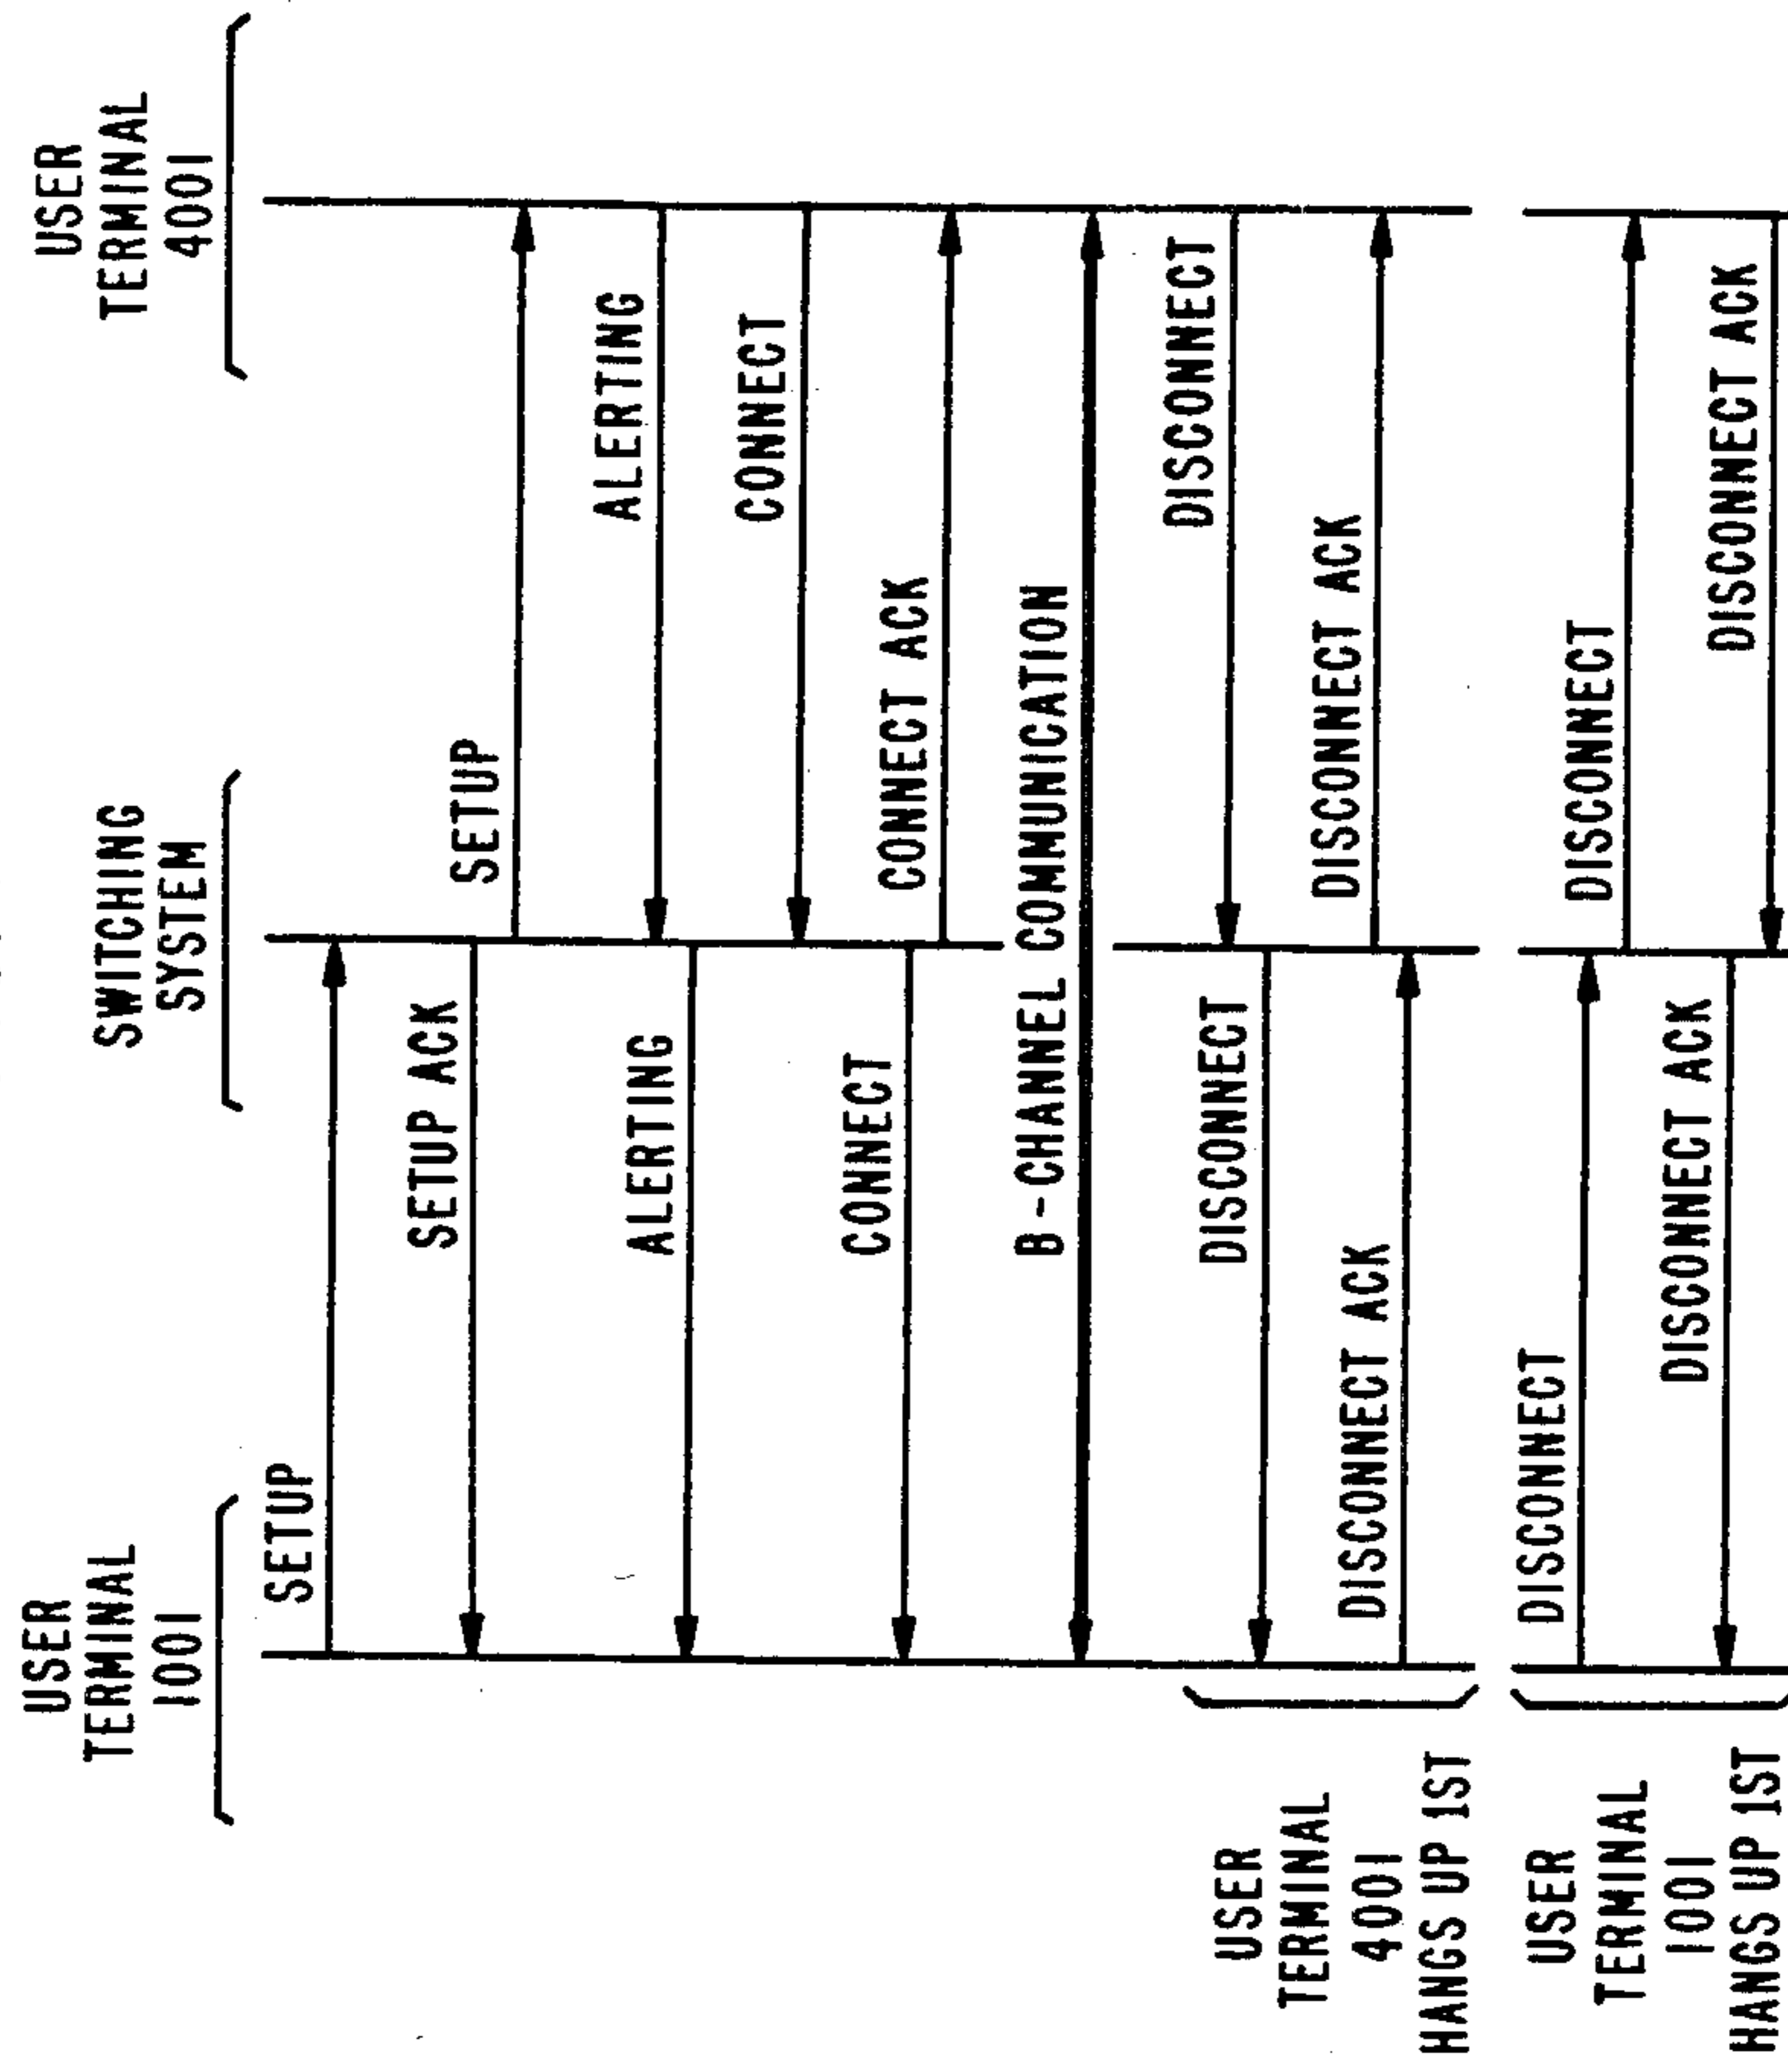 USER
TERMINAL
1001
SWITCHING
SYSTEM
USER
TERMINAL
4001
SETUP
SETUP ACK
SETUP
ALERTING
ALERTING
CONNECT
CONNECT
CONNECT ACK
B-CHANNEL COMMUNICATION
USER
TERMINAL
4001
HANGS UP 1ST
DISCONNECT
DISCONNECT
DISCONNECT ACK
DISCONNECT ACK
USER
TERMINAL
1001
HANGS UP 1ST
DISCONNECT
DISCONNECT
DISCONNECT ACK
DISCONNECT ACK